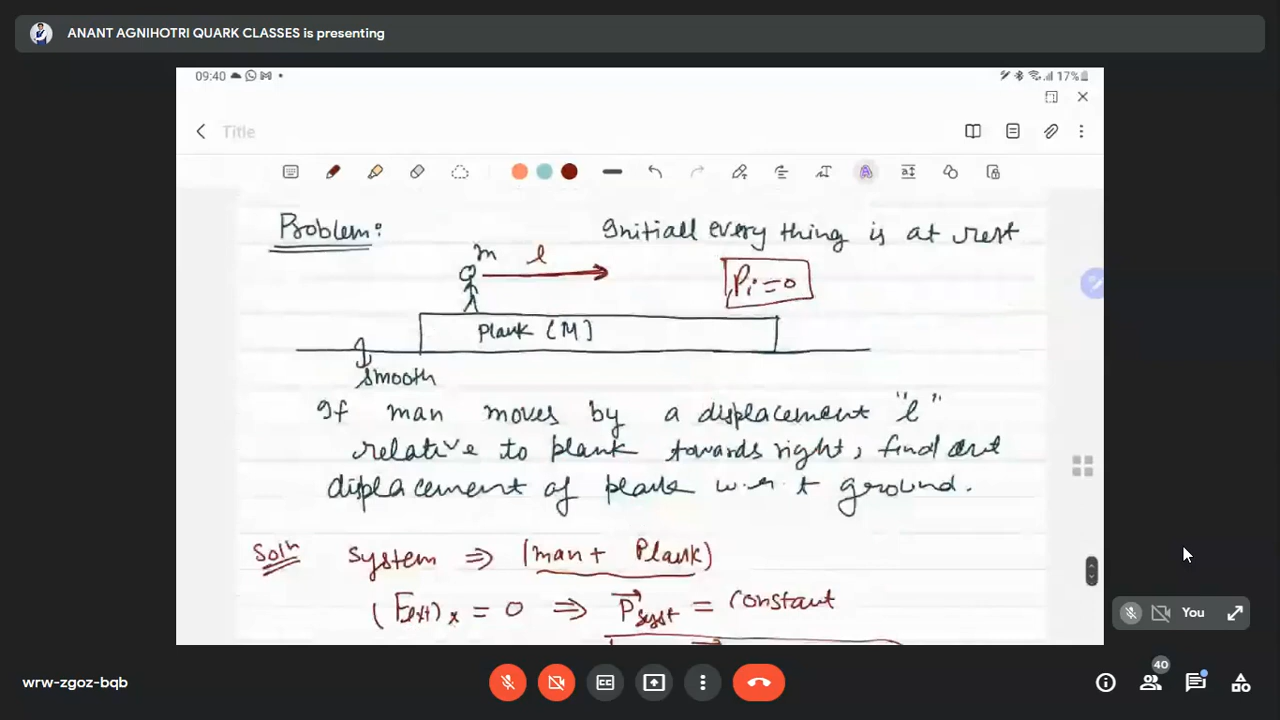 ANANT AGNIHOTRI QUARK CLASSES is presenting
09:40
17%
Title
Problem:
Initiall every thing is at rest
m l
Pi=0
Plank (M)
smooth
If man moves by a displacement "l"
relative to plank towards right, find out
displacement of plank w.r.t ground.
Soln system ⇒ (man + Plank)
(Fext)x = 0 ⇒ P⃗syst = constant
You
wrw-zgoz-bqb
CC
40